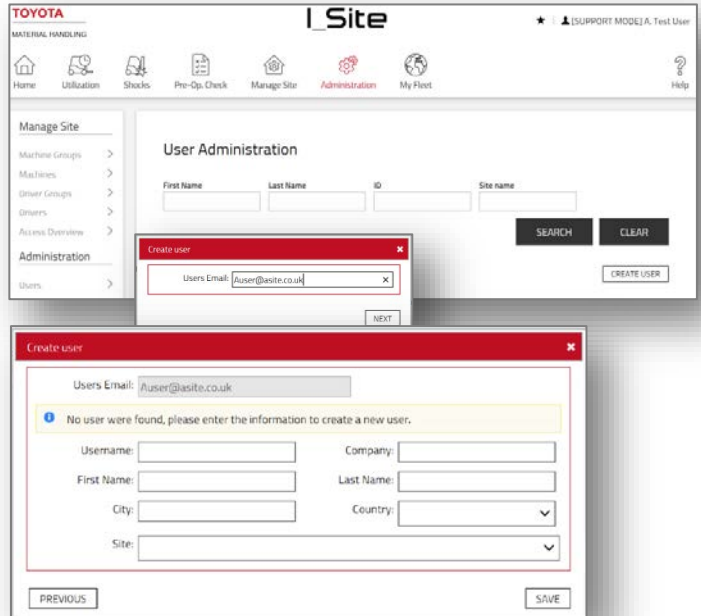 TOYOTA
MATERIAL HANDLING
I_Site
★ [SUPPORT MODE] A. Test User
Home Utilization Shocks Pre-Op. Check Manage Site Administration My Fleet Help
Manage Site
Machine Groups
Machines
Driver Groups
Drivers
Access Overview
Administration
Users
User Administration
First Name Last Name ID Site name
SEARCH CLEAR
CREATE USER
Create user
Users Email: Auser@asite.co.uk
NEXT
Create user
Users Email: Auser@asite.co.uk
No user were found, please enter the information to create a new user.
Username: Company:
First Name: Last Name:
City: Country:
Site:
PREVIOUS SAVE